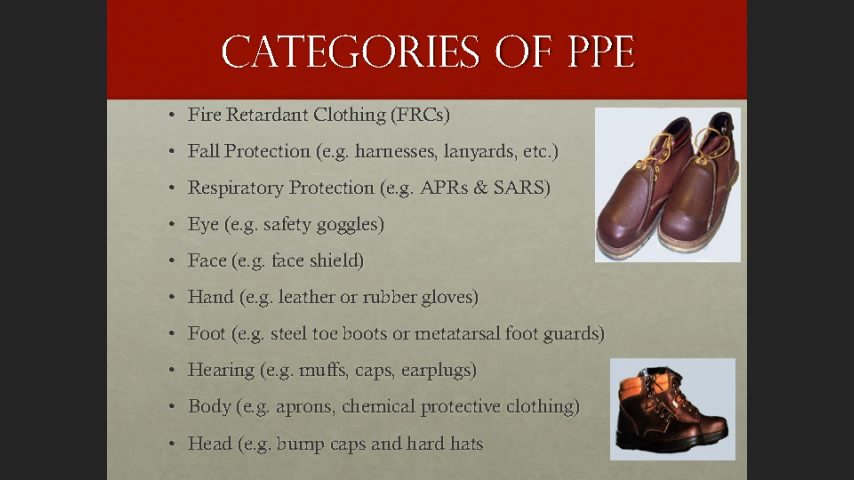 CATEGORIES OF PPE
• Fire Retardant Clothing (FRCs)
• Fall Protection (e.g. harnesses, lanyards, etc.)
• Respiratory Protection (e.g. APRs & SARS)
• Eye (e.g. safety goggles)
• Face (e.g. face shield)
• Hand (e.g. leather or rubber gloves)
• Foot (e.g. steel toe boots or metatarsal foot guards)
• Hearing (e.g. muffs, caps, earplugs)
• Body (e.g. aprons, chemical protective clothing)
• Head (e.g. bump caps and hard hats